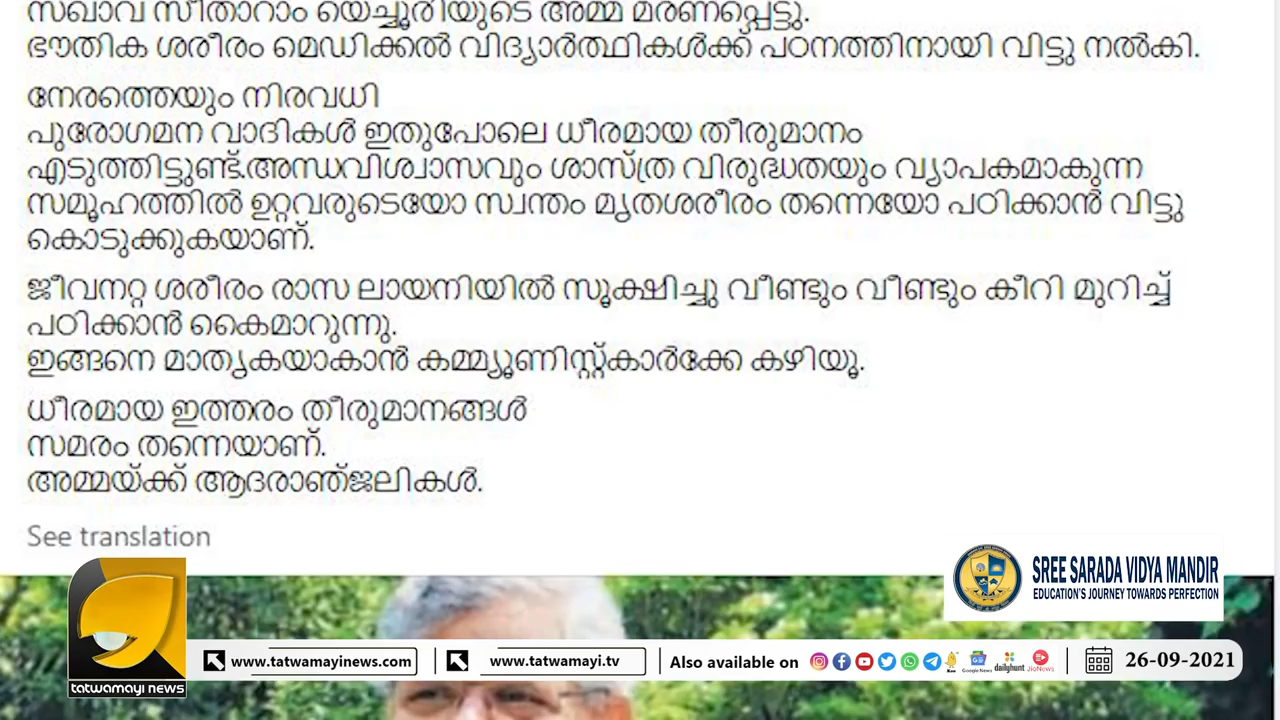 സഖാവ് സീതാറാം യെച്ചൂരിയുടെ അമ്മ മരണപ്പെട്ടു.
ഭൗതിക ശരീരം മെഡിക്കൽ വിദ്യാർത്ഥികൾക്ക് പഠനത്തിനായി വിട്ടു നൽകി.
നേരത്തെയും നിരവധി
പുരോഗമന വാദികൾ ഇതുപോലെ ധീരമായ തീരുമാനം
എടുത്തിട്ടുണ്ട്.അന്ധവിശ്വാസവും ശാസ്ത്ര വിരുദ്ധതയും വ്യാപകമാകുന്ന
സമൂഹത്തിൽ ഉറ്റവരുടെയോ സ്വന്തം മൃതശരീരം തന്നെയോ പഠിക്കാൻ വിട്ടു
കൊടുക്കുകയാണ്.
ജീവനറ്റ ശരീരം രാസ ലായനിയിൽ സൂക്ഷിച്ചു വീണ്ടും വീണ്ടും കീറി മുറിച്ച്
പഠിക്കാൻ കൈമാറുന്നു.
ഇങ്ങനെ മാതൃകയാകാൻ കമ്മ്യൂണിസ്റ്റ്കാർക്കേ കഴിയൂ.
ധീരമായ ഇത്തരം തീരുമാനങ്ങൾ
സമരം തന്നെയാണ്.
അമ്മയ്ക്ക് ആദരാഞ്ജലികൾ.
See translation
SREE SARADA VIDYA MANDIR
EDUCATION'S JOURNEY TOWARDS PERFECTION
tatwamayi news
www.tatwamayinews.com
www.tatwamayi.tv
Also available on
Google News
dailyhunt
JioNews
26-09-2021